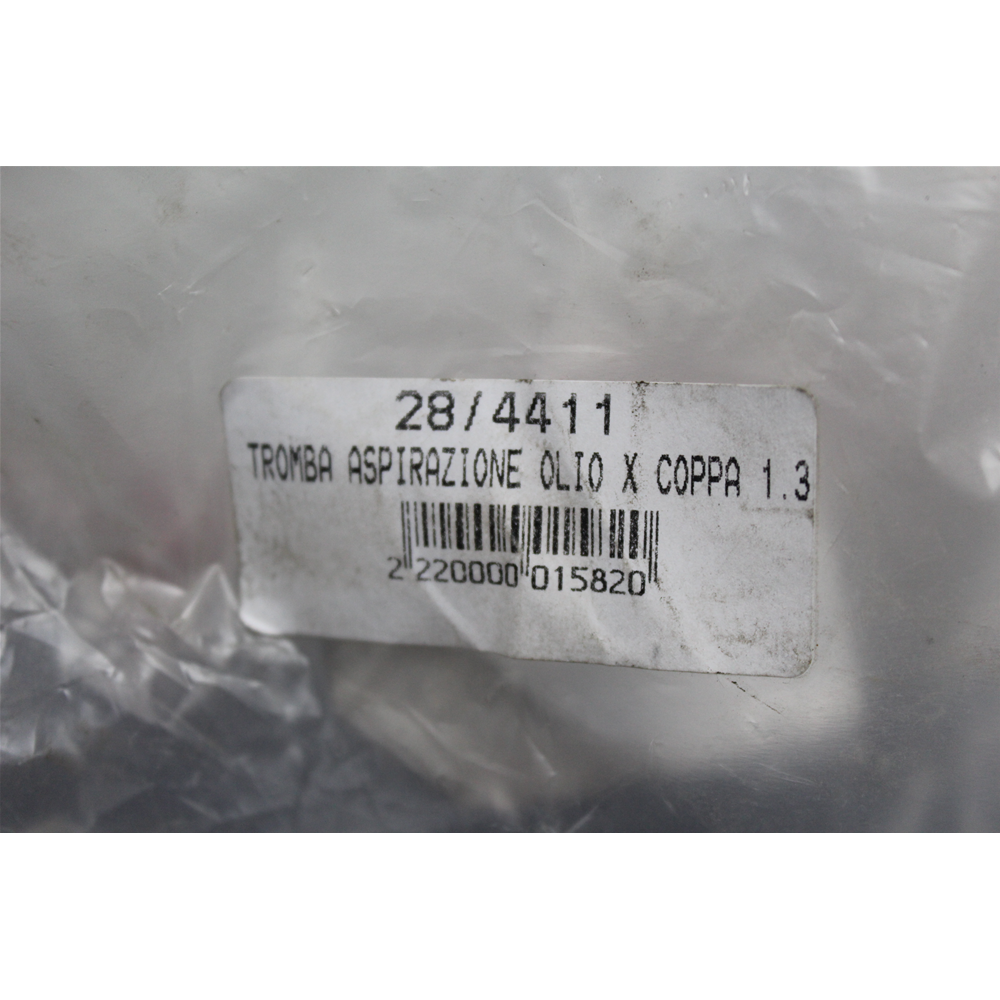 28/4411
TROMBA ASPIRAZIONE OLIO X COPPA 1.3
2 220000 015820